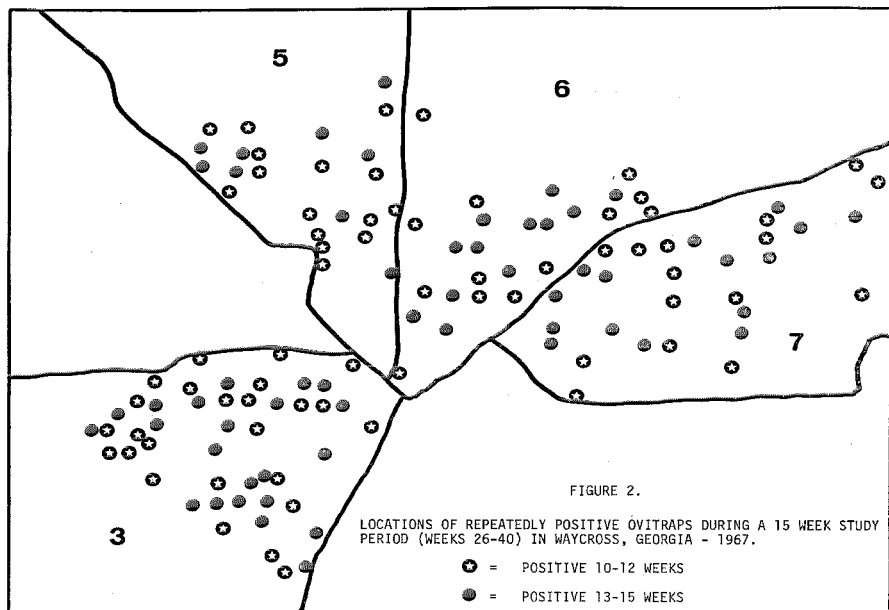 5
6
7
3
FIGURE 2.
LOCATIONS OF REPEATEDLY POSITIVE OVITRAPS DURING A 15 WEEK STUDY
PERIOD (WEEKS 26-40) IN WAYCROSS, GEORGIA - 1967.
= POSITIVE 10-12 WEEKS
= POSITIVE 13-15 WEEKS